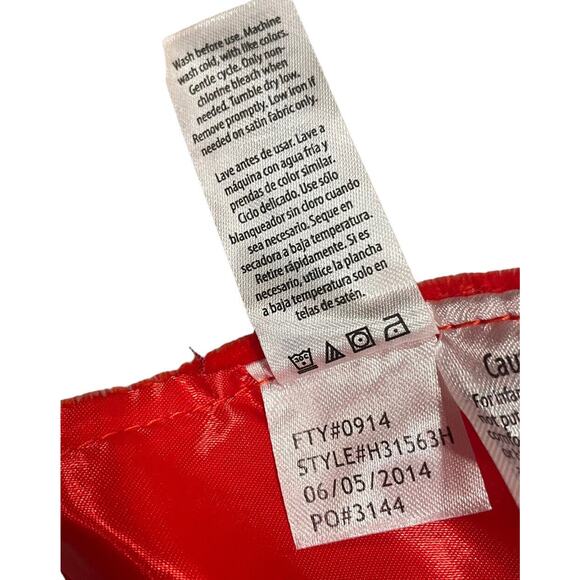 Wash before use. Machine
wash cold, with like colors.
Gentle cycle. Only non-
chlorine bleach when
needed. Tumble dry low.
Remove promptly. Low iron if
needed on satin fabric only.
Lave antes de usar. Lave a
máquina con agua fría y
prendas de color similar.
Ciclo delicado. Use sólo
blanqueador sin cloro cuando
sea necesario. Seque en
secadora a baja temperatura.
Retire rápidamente. Si es
necesario, utilice la plancha
a baja temperatura solo en
telas de satén.
FTY#0914
STYLE#H31563H
06/05/2014
PO#3144
For
not put